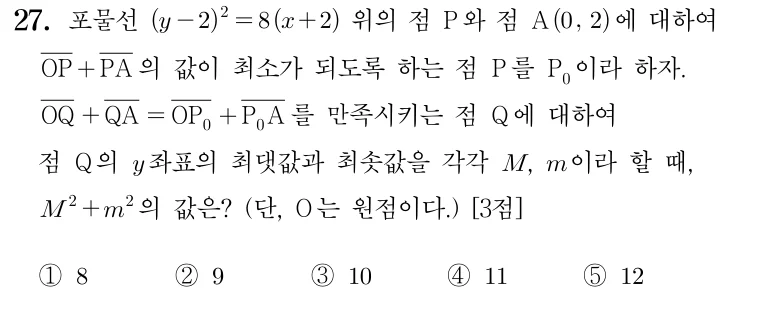 27. 포물선 (y-2)²=8(x+2) 위의 점 P와 점 A(0, 2)에 대하여
OP̅+PA̅의 값이 최소가 되도록 하는 점 P를 P₀이라 하자.
OQ̅+QA̅=OP₀̅+P₀A̅를 만족시키는 점 Q에 대하여
점 Q의 y좌표의 최댓값과 최솟값을 각각 M, m이라 할 때,
M²+m²의 값은? (단, O는 원점이다.) [3점]
① 8 ② 9 ③ 10 ④ 11 ⑤ 12